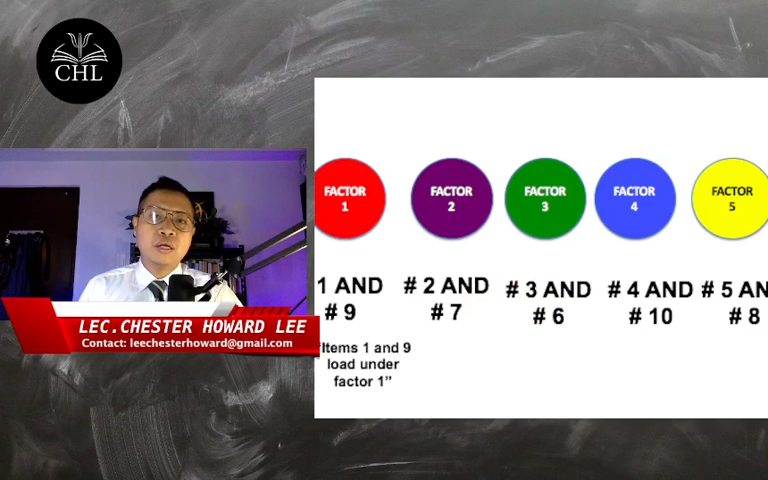 CHL
LEC.CHESTER HOWARD LEE
Contact: leechesterhoward@gmail.com
FACTOR
1
FACTOR
2
FACTOR
3
FACTOR
4
FACTOR
5
1 AND
# 9
# 2 AND
# 7
# 3 AND
# 6
# 4 AND
# 10
# 5 AN
# 8
“Items 1 and 9
load under
factor 1”